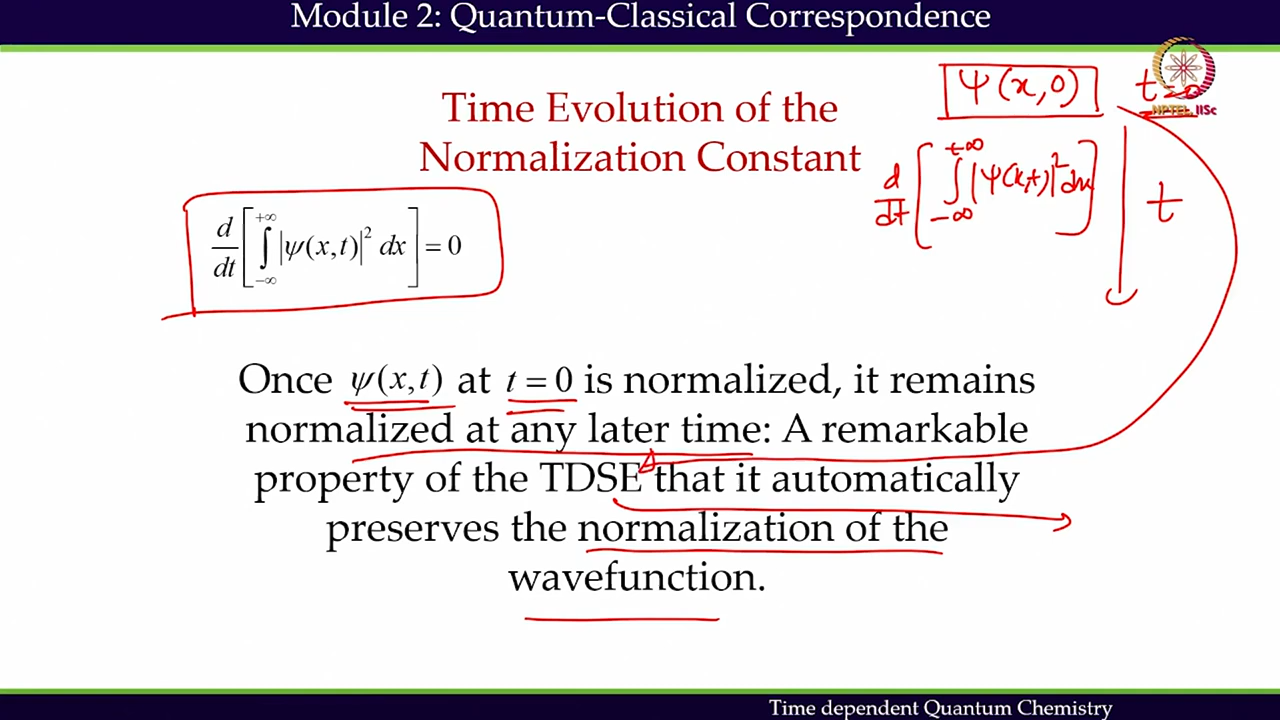 Module 2: Quantum-Classical Correspondence
Time Evolution of the
Normalization Constant
ψ(x,0) t=0
NPTEL, IISc
d/dt [∫_{-∞}^{+∞} |ψ(x,t)|² dx] t
d/dt [∫_{-∞}^{+∞} |ψ(x,t)|² dx] = 0
Once ψ(x,t) at t = 0 is normalized, it remains
normalized at any later time: A remarkable
property of the TDSE that it automatically
preserves the normalization of the
wavefunction.
Time dependent Quantum Chemistry